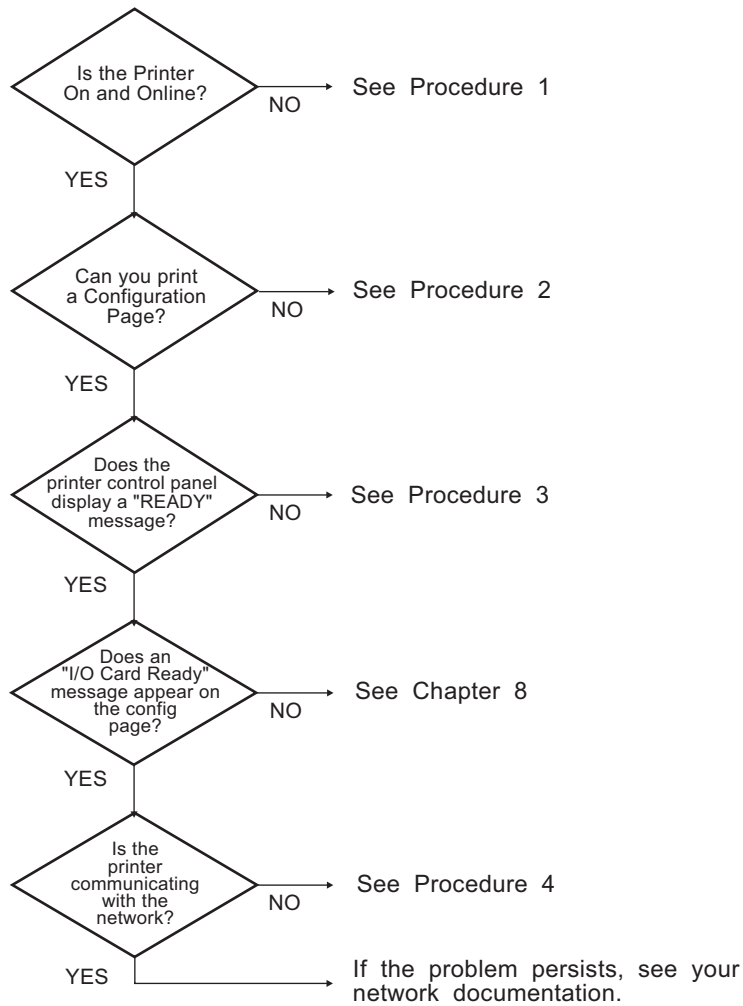 Is the Printer
On and Online?
NO
See Procedure 1
YES
Can you print
a Configuration
Page?
NO
See Procedure 2
YES
Does the
printer control panel
display a "READY"
message?
NO
See Procedure 3
YES
Does an
"I/O Card Ready"
message appear on
the config
page?
NO
See Chapter 8
YES
Is the
printer
communicating
with the
network?
NO
See Procedure 4
YES
If the problem persists, see your
network documentation.